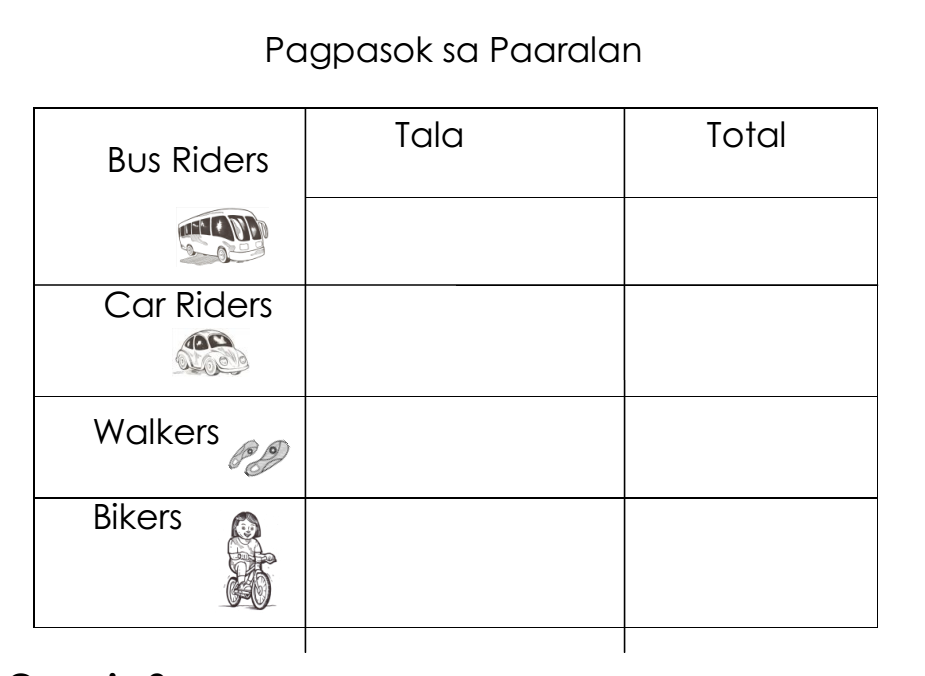 Pagpasok sa Paaralan
Tala
Total
Bus Riders
Car Riders
Walkers
Bikers